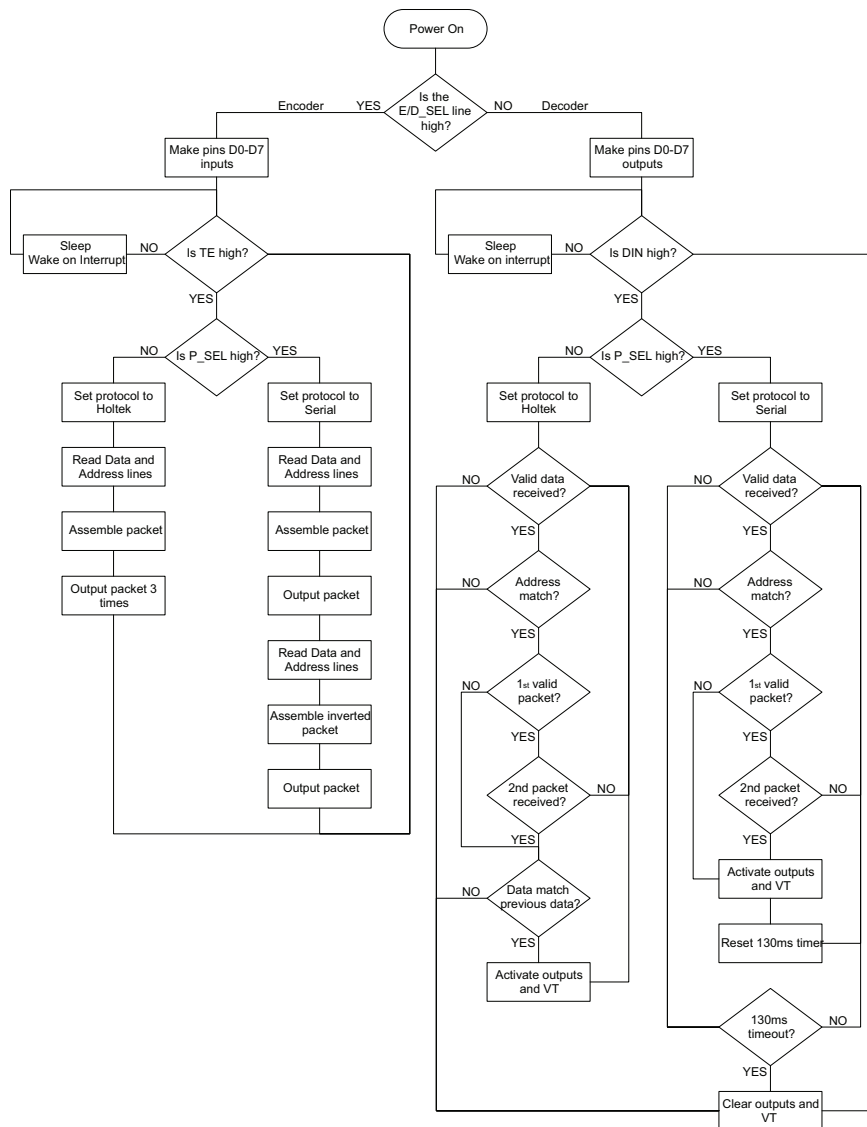 Power On
Is the
E/D_SEL line
high?
Encoder
YES
NO
Decoder
Make pins D0-D7
inputs
Is TE high?
NO
Sleep
Wake on Interrupt
YES
Is P_SEL high?
NO
YES
Set protocol to
Holtek
Read Data and
Address lines
Assemble packet
Output packet 3
times
Set protocol to
Serial
Read Data and
Address lines
Assemble packet
Output packet
Read Data and
Address lines
Assemble inverted
packet
Output packet
Make pins D0-D7
outputs
Is DIN high?
NO
Sleep
Wake on interrupt
YES
Is P_SEL high?
NO
YES
Set protocol to
Holtek
Valid data
received?
NO
YES
Address
match?
NO
YES
1st valid
packet?
NO
YES
2nd packet
received?
NO
YES
Data match
previous data?
NO
YES
Activate outputs
and VT
Set protocol to
Serial
Valid data
received?
NO
YES
Address
match?
NO
YES
1st valid
packet?
NO
YES
2nd packet
received?
NO
YES
Activate outputs
and VT
Reset 130ms timer
130ms
timeout?
NO
YES
Clear outputs and
VT